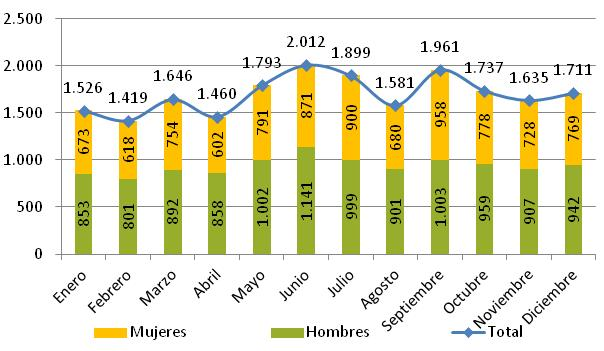 2.500
2.000
1.500
1.000
500
0
1.526 1.419 1.646 1.460 1.793 2.012 1.899 1.581 1.961 1.737 1.635 1.711
673 618 754 602 791 871 900 680 958 778 728 769
853 801 892 858 1.002 1.141 999 901 1.003 959 907 942
Enero Febrero Marzo Abril Mayo Junio Julio Agosto Septiembre Octubre Noviembre Diciembre
Mujeres Hombres Total